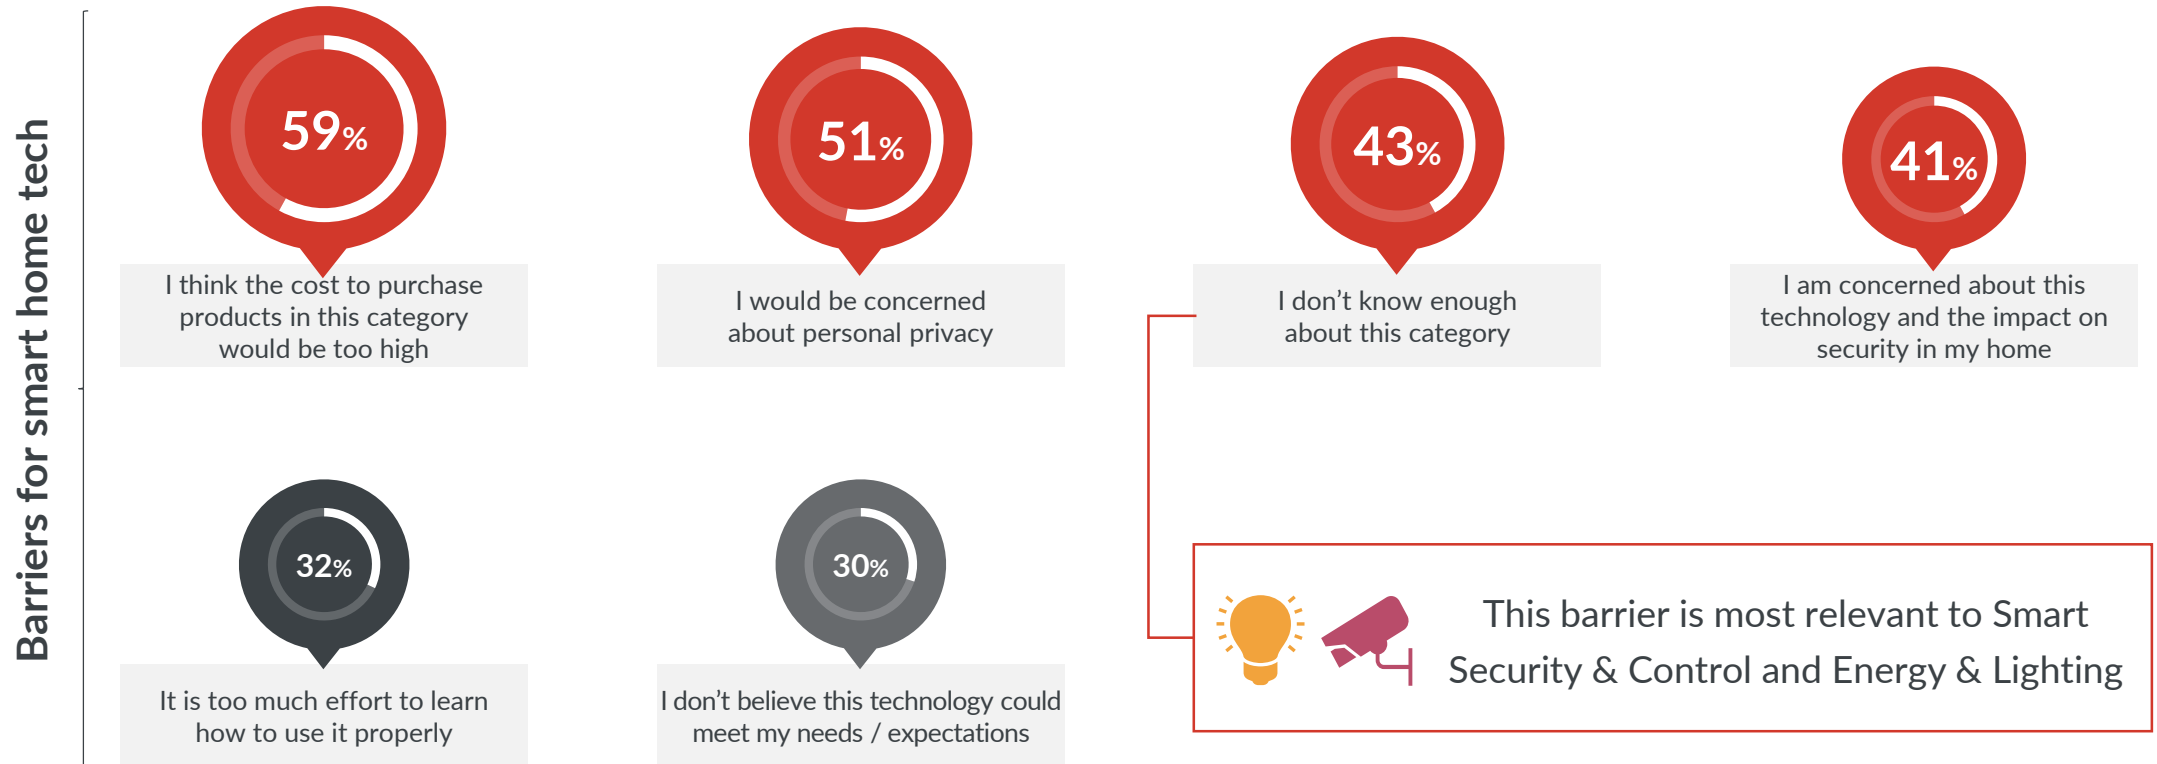 Barriers for smart home tech
59%
I think the cost to purchase
products in this category
would be too high
51%
I would be concerned
about personal privacy
43%
I don’t know enough
about this category
41%
I am concerned about this
technology and the impact on
security in my home
32%
It is too much effort to learn
how to use it properly
30%
I don’t believe this technology could
meet my needs / expectations
This barrier is most relevant to Smart
Security & Control and Energy & Lighting